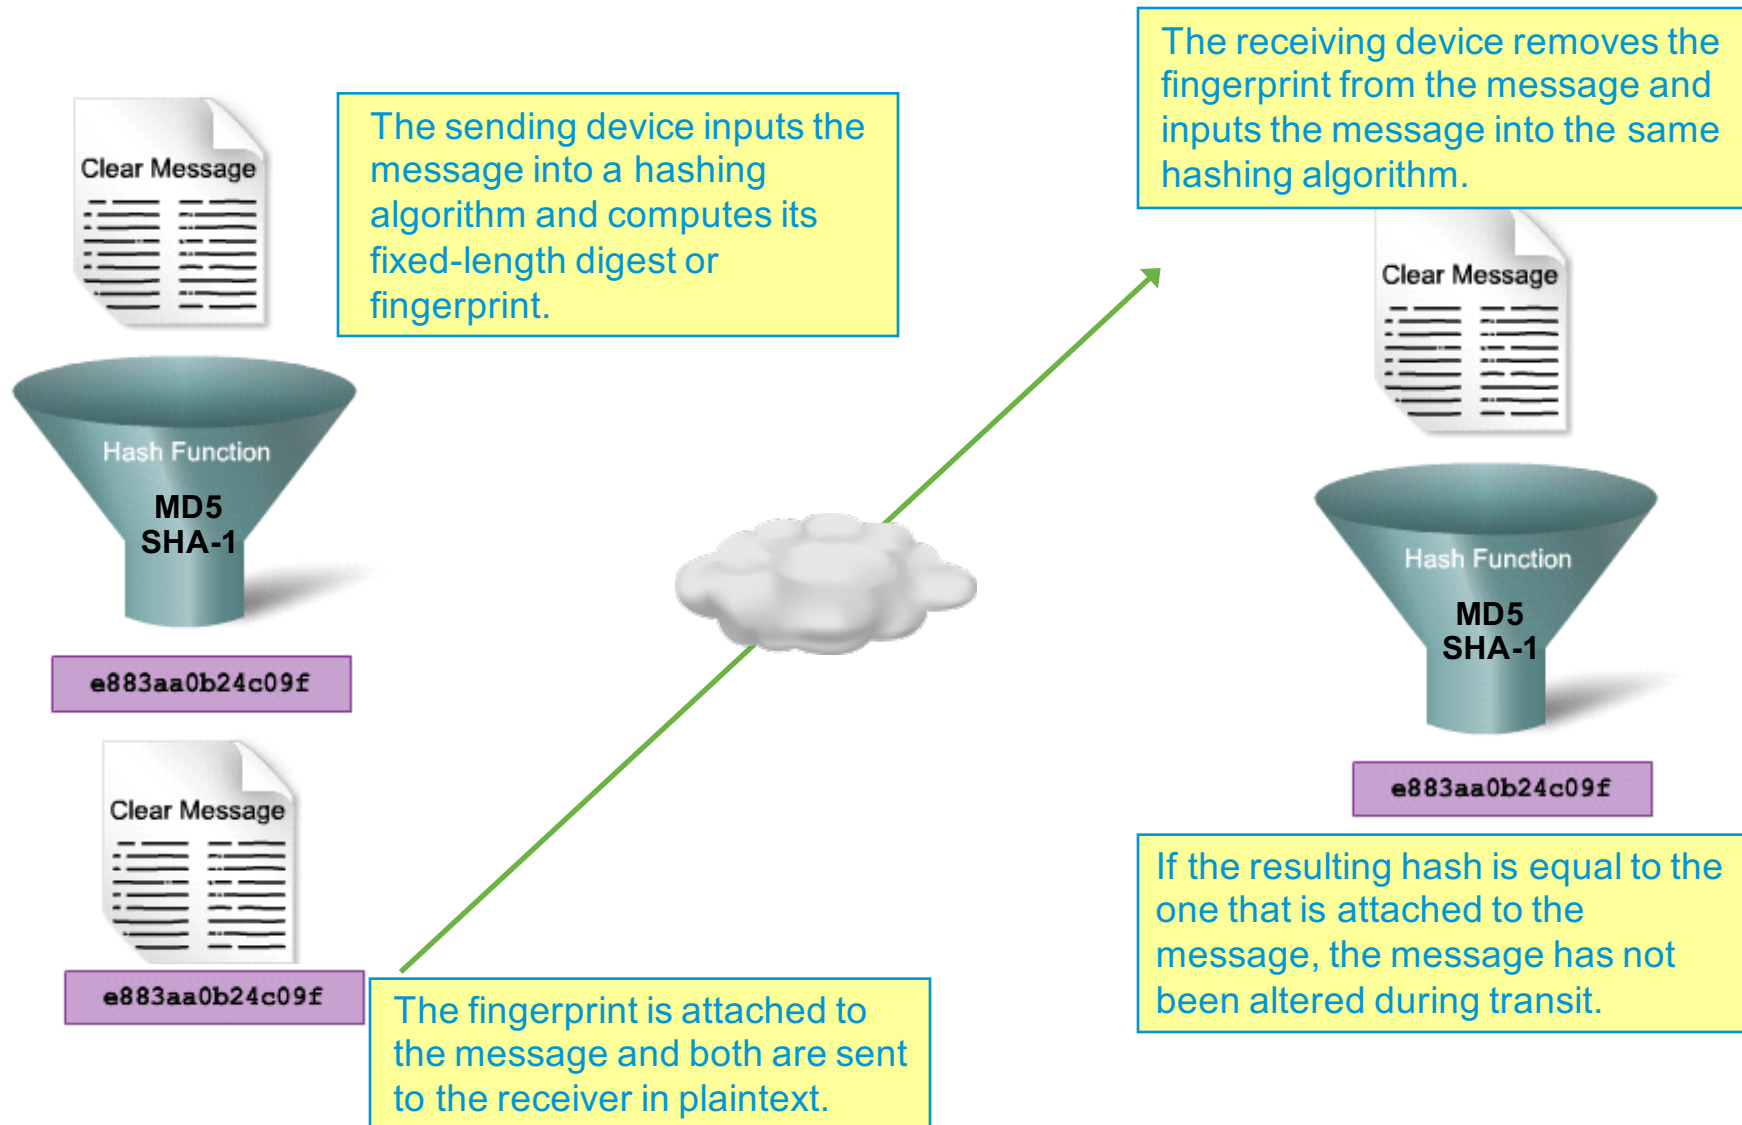 Clear Message
The sending device inputs the
message into a hashing
algorithm and computes its
fixed-length digest or
fingerprint.
Hash Function
MD5
SHA-1
e883aa0b24c09f
Clear Message
e883aa0b24c09f
The fingerprint is attached to
the message and both are sent
to the receiver in plaintext.
The receiving device removes the
fingerprint from the message and
inputs the message into the same
hashing algorithm.
Clear Message
Hash Function
MD5
SHA-1
e883aa0b24c09f
If the resulting hash is equal to the
one that is attached to the
message, the message has not
been altered during transit.